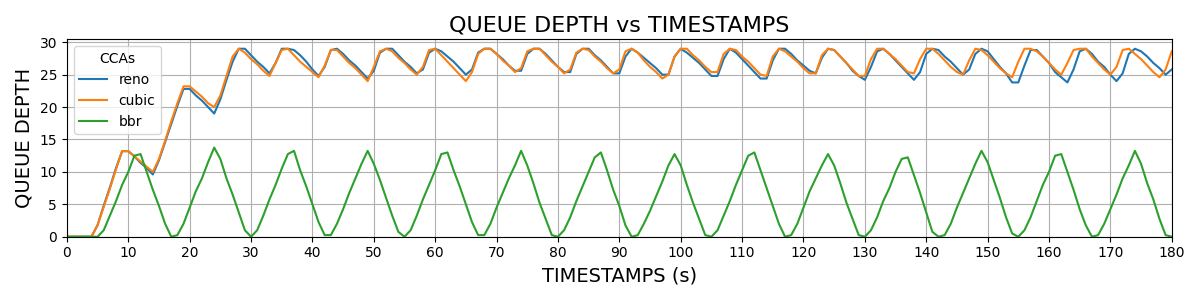 QUEUE DEPTH vs TIMESTAMPS
QUEUE DEPTH
30
25
20
15
10
5
0
CCAs
reno
cubic
bbr
0 10 20 30 40 50 60 70 80 90 100 110 120 130 140 150 160 170 180
TIMESTAMPS (s)